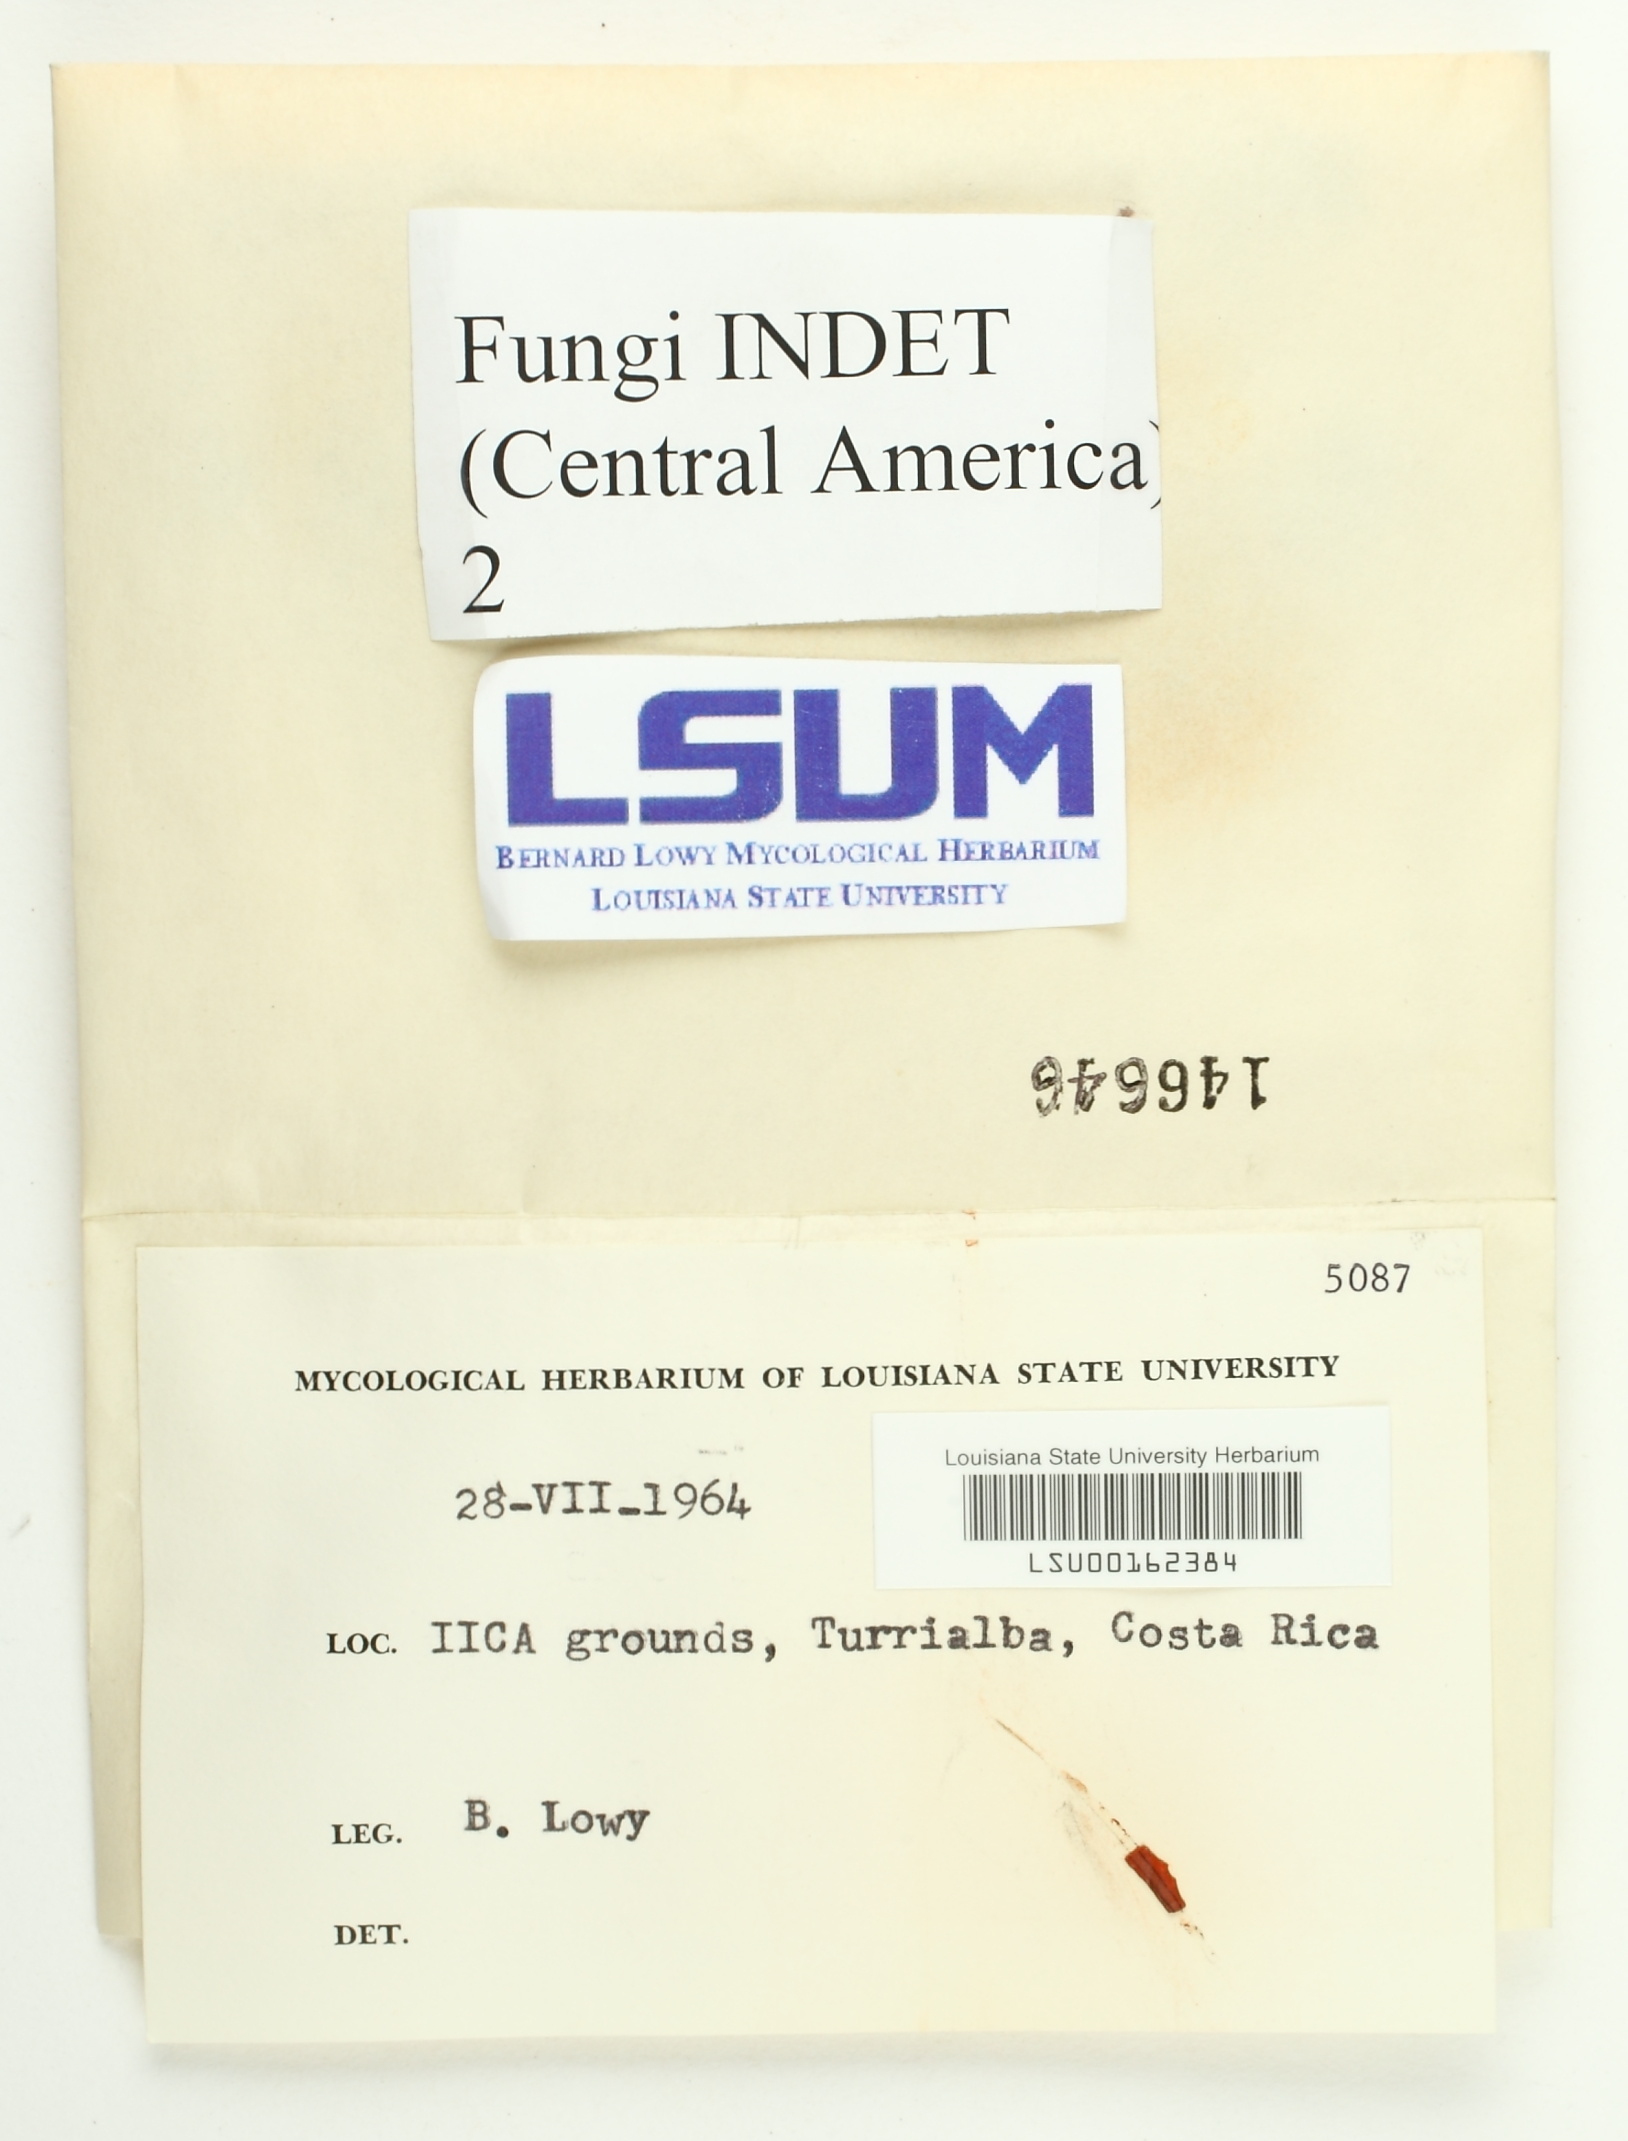 Fungi INDET
(Central America)
2
LSUM
BERNARD LOWY MYCOLOGICAL HERBARIUM
LOUISIANA STATE UNIVERSITY
146646
5087
MYCOLOGICAL HERBARIUM OF LOUISIANA STATE UNIVERSITY
Louisiana State University Herbarium
28-VII-1964
LSU00162384
LOC. IICA grounds, Turrialba, Costa Rica
LEG. B. Lowy
DET.